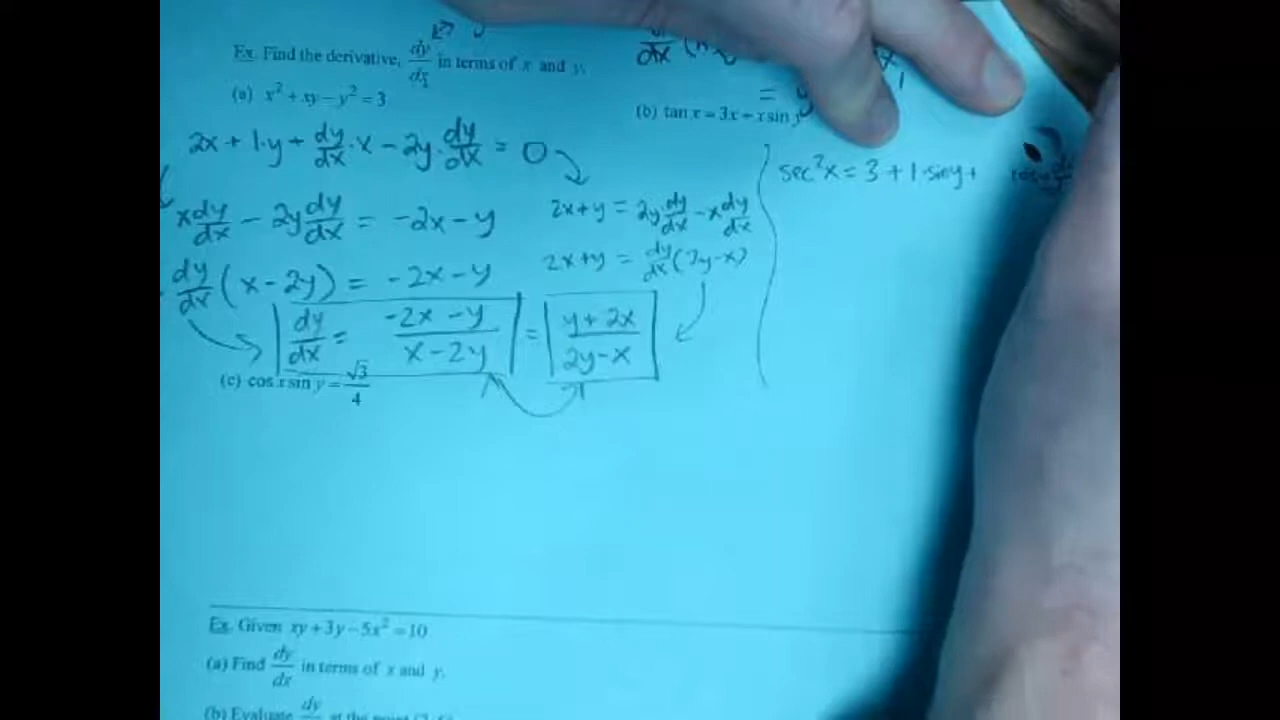 Ex. Find the derivative, dy/dx in terms of x and y.
(a) x² + xy − y² = 3
2x + 1·y + dy/dx · x − 2y · dy/dx = 0
x dy/dx − 2y dy/dx = −2x − y
dy/dx (x − 2y) = −2x − y
dy/dx = (−2x − y)/(x − 2y) = (y + 2x)/(2y − x)
2x + y = 2y dy/dx − x dy/dx
2x + y = dy/dx (2y − x)
(b) tan x = 3x + x sin y
sec²x = 3 + 1·sin y +
(c) cos x sin y = √3/4
Ex. Given xy + 3y − 5x² = 10
(a) Find dy/dx in terms of x and y.
(b) Evaluate dy at the point